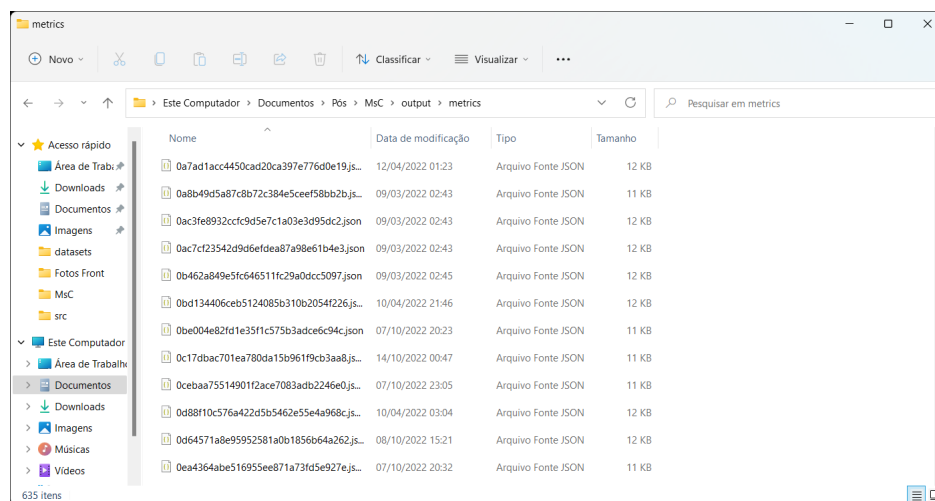 metrics
Novo
Classificar
Visualizar
Este Computador > Documentos > Pós > MsC > output > metrics
Pesquisar em metrics
Acesso rápido
Área de Traba
Downloads
Documentos
Imagens
datasets
Fotos Front
MsC
src
Este Computador
Área de Trabalho
Documentos
Downloads
Imagens
Músicas
Vídeos
Nome Data de modificação Tipo Tamanho
0a7ad1acc4450cad20ca397e776d0e19.js... 12/04/2022 01:23 Arquivo Fonte JSON 12 KB
0a8b49d5a87c8b72c384e5ceef58bb2b.js... 09/03/2022 02:43 Arquivo Fonte JSON 11 KB
0ac3fe8932ccfc9d5e7c1a03e3d95dc2.json 09/03/2022 02:43 Arquivo Fonte JSON 12 KB
0ac7cf23542d9d6efdea87a98e61b4e3.json 09/03/2022 02:43 Arquivo Fonte JSON 12 KB
0b462a849e5fc646511fc29a0dcc5097.json 09/03/2022 02:45 Arquivo Fonte JSON 12 KB
0bd134406ceb5124085b310b2054f226.js... 10/04/2022 21:46 Arquivo Fonte JSON 12 KB
0be004e82fd1e35f1c575b3adce6c94c.json 07/10/2022 20:23 Arquivo Fonte JSON 11 KB
0c17dbac701ea780da15b961f9cb3aa8.js... 14/10/2022 00:47 Arquivo Fonte JSON 11 KB
0cebaa75514901f2ace7083adb2246e0.js... 07/10/2022 23:05 Arquivo Fonte JSON 11 KB
0d88f10c576a422d5b5462e55e4a968c.js... 10/04/2022 03:04 Arquivo Fonte JSON 12 KB
0d64571a8e95952581a0b1856b64a262.js... 08/10/2022 15:21 Arquivo Fonte JSON 12 KB
0ea4364abe516955ee871a73fd5e927e.js... 07/10/2022 20:32 Arquivo Fonte JSON 11 KB
635 itens